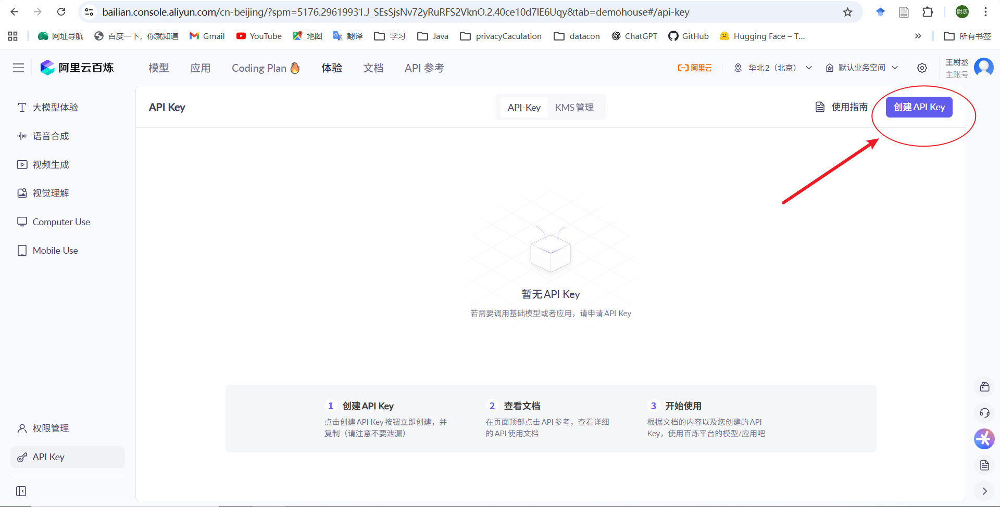 bailian.console.aliyun.com/cn-beijing/?spm=5176.29619931.J_SEsSjsNv72yRuRFS2VknO.2.40ce10d7IE6Uqy&tab=demohouse#/api-key
尉丞
网址导航 百度一下，你就知道 Gmail YouTube 地图 翻译 学习 Java privacyCaculation datacon ChatGPT GitHub Hugging Face – T... 所有书签
阿里云百炼 模型 应用 Coding Plan 体验 文档 API 参考 阿里云 华北2（北京） 默认业务空间 王尉丞
主账号
大模型体验
语音合成
视频生成
视觉理解
Computer Use
Mobile Use
权限管理
API Key
API Key API-Key KMS管理 使用指南 创建API Key
暂无API Key
若需要调用基础模型或者应用，请申请API Key
1 创建API Key
点击创建API Key按钮立即创建，并
复制（请注意不要泄漏）
2 查看文档
在页面顶部点击API参考，查看详细
的API使用文档
3 开始使用
根据文档的内容以及您创建的API
Key，使用百炼平台的模型/应用吧